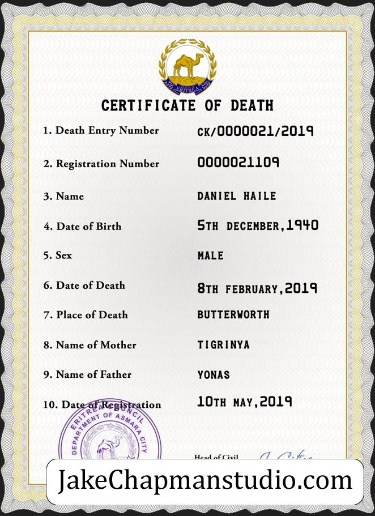 CERTIFICATE OF DEATH
1. Death Entry Number CK/0000021/2019
2. Registration Number 0000021109
3. Name DANIEL HAILE
4. Date of Birth 5TH DECEMBER,1940
5. Sex MALE
6. Date of Death 8TH FEBRUARY,2019
7. Place of Death BUTTERWORTH
8. Name of Mother TIGRINYA
9. Name of Father YONAS
10. Date of Registration 10TH MAY,2019
ERITREA COUNCIL
DEPARTMENT OF ASMARA CITY
Head of Civil
JakeChapmanstudio.com